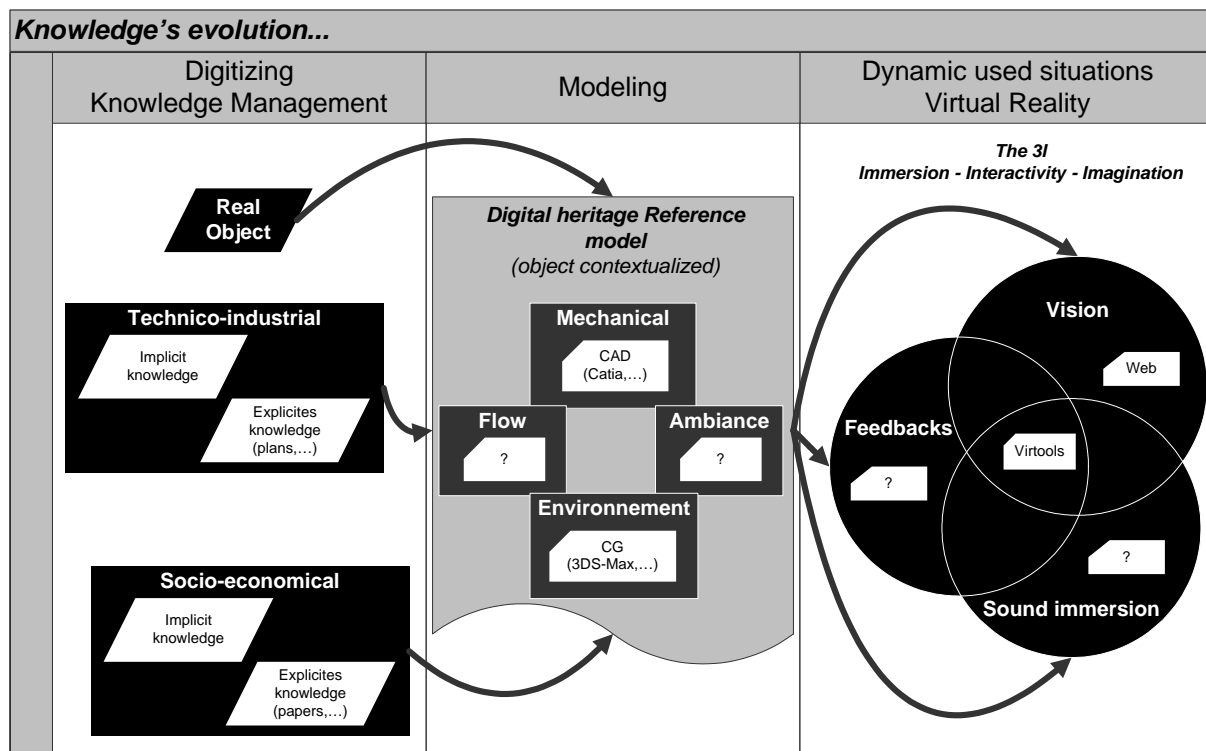 Knowledge's evolution...
Digitizing
Knowledge Management
Modeling
Dynamic used situations
Virtual Reality
The 3I
Immersion - Interactivity - Imagination
Real
Object
Technico-industrial
Implicit
knowledge
Explicites
knowledge
(plans,...)
Socio-economical
Implicit
knowledge
Explicites
knowledge
(papers,...)
Digital heritage Reference
model
(object contextualized)
Mechanical
CAD
(Catia,...)
Flow
?
Ambiance
?
Environnement
CG
(3DS-Max,...)
Vision
Web
Feedbacks
?
Virtools
?
Sound immersion